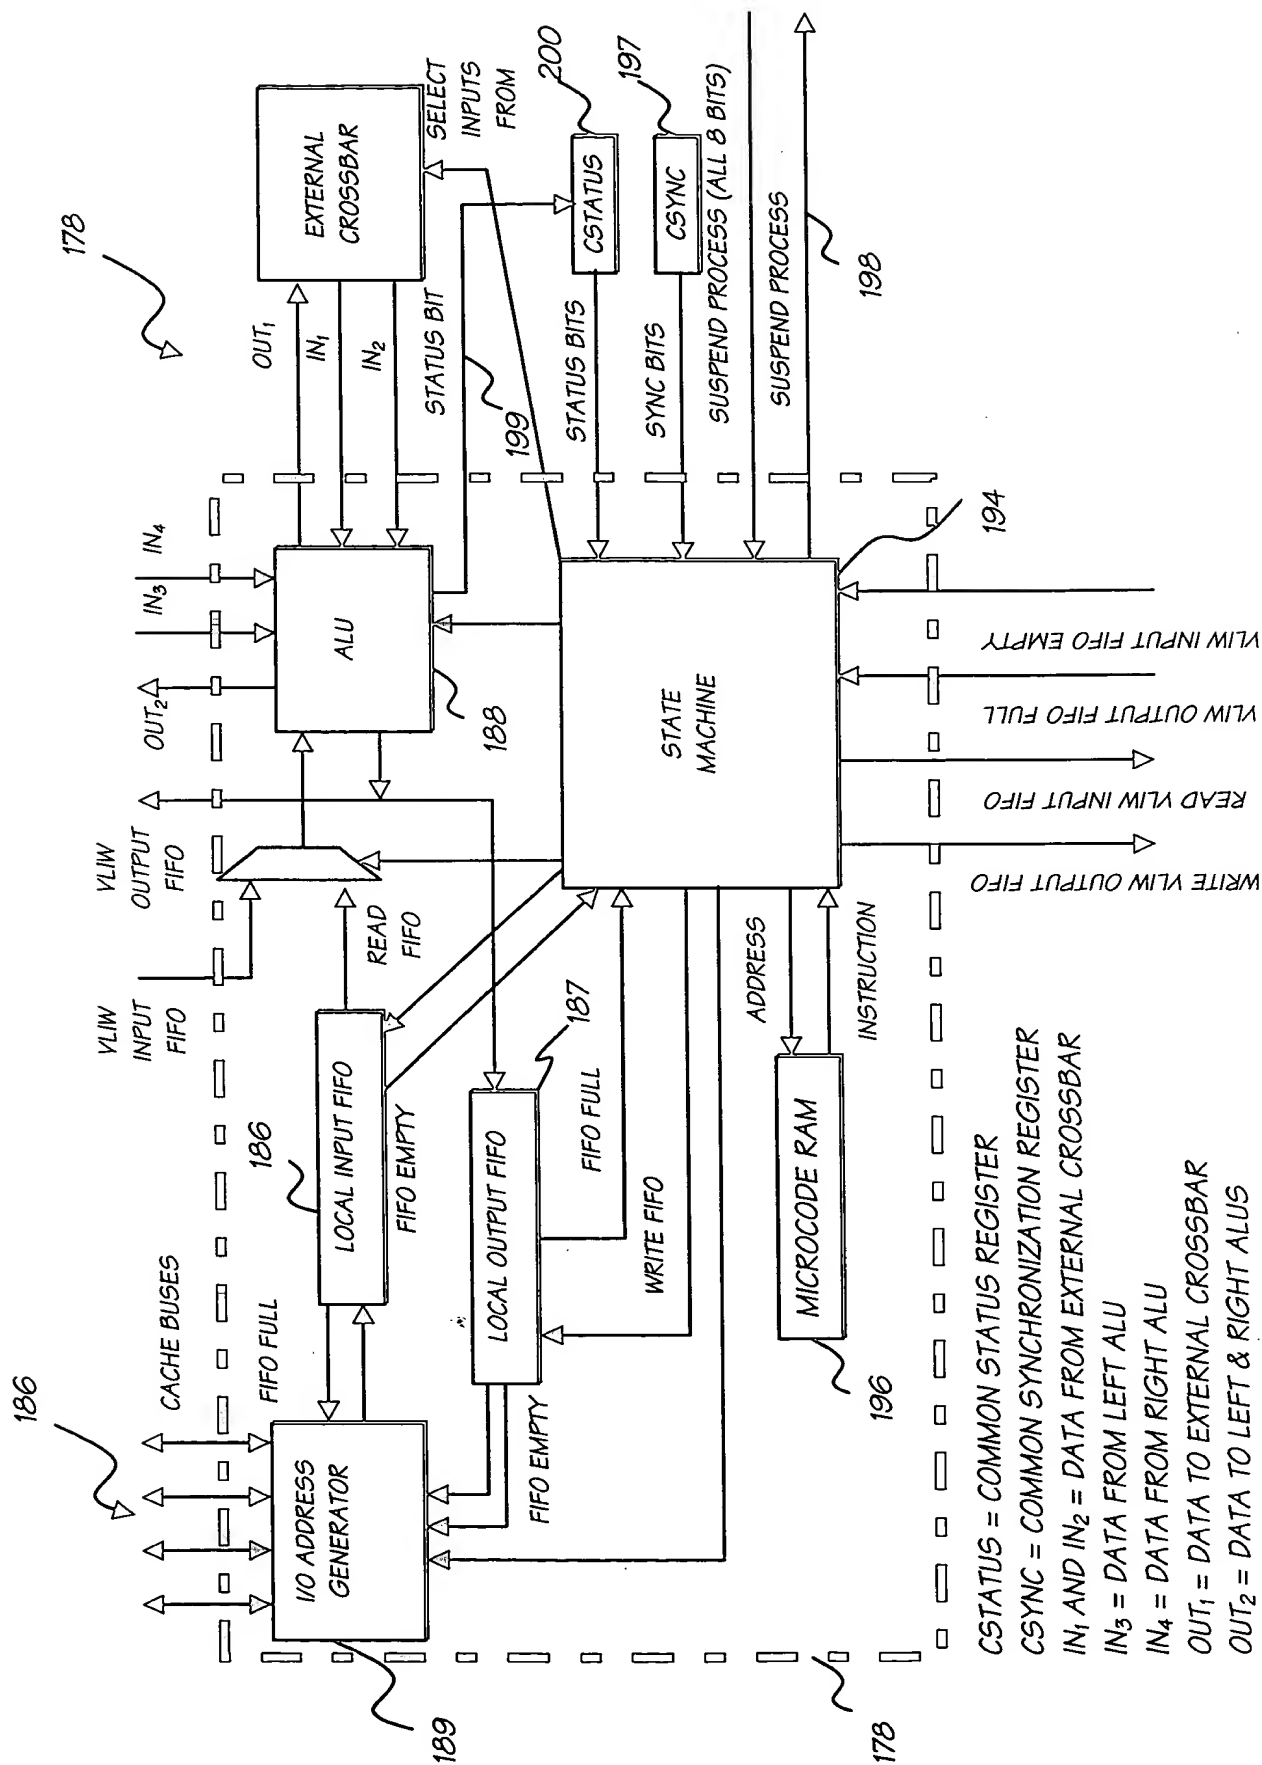 186
CACHE BUSES
VLIW
INPUT
FIFO
VLIW
OUTPUT
FIFO
OUT₂
IN₃
IN₄
178
189
I/O ADDRESS
GENERATOR
FIFO FULL
186
LOCAL INPUT FIFO
FIFO EMPTY
READ
FIFO
ALU
188
OUT₁
IN₁
IN₂
EXTERNAL
CROSSBAR
STATUS BIT
199
SELECT
INPUTS
FROM
FIFO EMPTY
LOCAL OUTPUT FIFO
187
FIFO FULL
WRITE FIFO
STATE
MACHINE
STATUS BITS
CSTATUS
200
SYNC BITS
CSYNC
197
SUSPEND PROCESS (ALL 8 BITS)
SUSPEND PROCESS
198
196
MICROCODE RAM
ADDRESS
INSTRUCTION
194
178
WRITE VLIW OUTPUT FIFO
READ VLIW INPUT FIFO
VLIW OUTPUT FIFO FULL
VLIW INPUT FIFO EMPTY
CSTATUS = COMMON STATUS REGISTER
CSYNC = COMMON SYNCHRONIZATION REGISTER
IN₁ AND IN₂ = DATA FROM EXTERNAL CROSSBAR
IN₃ = DATA FROM LEFT ALU
IN₄ = DATA FROM RIGHT ALU
OUT₁ = DATA TO EXTERNAL CROSSBAR
OUT₂ = DATA TO LEFT & RIGHT ALUS